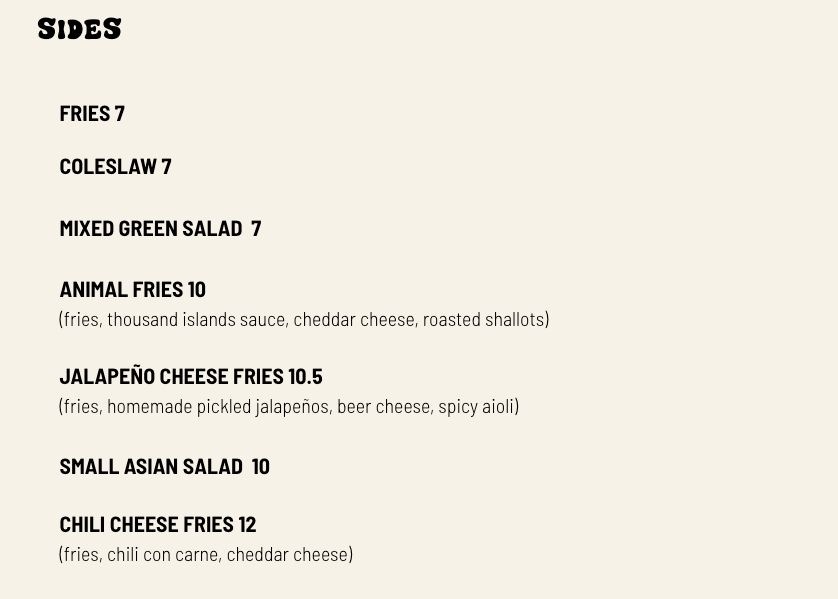 SIDES
FRIES 7
COLESLAW 7
MIXED GREEN SALAD  7
ANIMAL FRIES 10
(fries, thousand islands sauce, cheddar cheese, roasted shallots)
JALAPEÑO CHEESE FRIES 10.5
(fries, homemade pickled jalapeños, beer cheese, spicy aioli)
SMALL ASIAN SALAD  10
CHILI CHEESE FRIES 12
(fries, chili con carne, cheddar cheese)